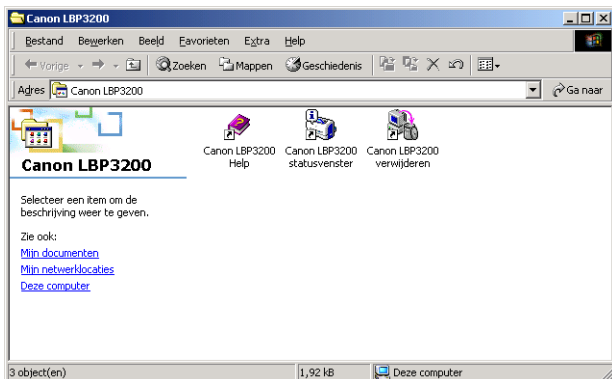 Canon LBP3200
Bestand Bewerken Beeld Favorieten Extra Help
Vorige Zoeken Mappen Geschiedenis
Adres Canon LBP3200 Ga naar
Canon LBP3200
Selecteer een item om de
beschrijving weer te geven.
Zie ook:
Mijn documenten
Mijn netwerklocaties
Deze computer
Canon LBP3200
Help
Canon LBP3200
statusvenster
Canon LBP3200
verwijderen
3 object(en) 1,92 kB Deze computer